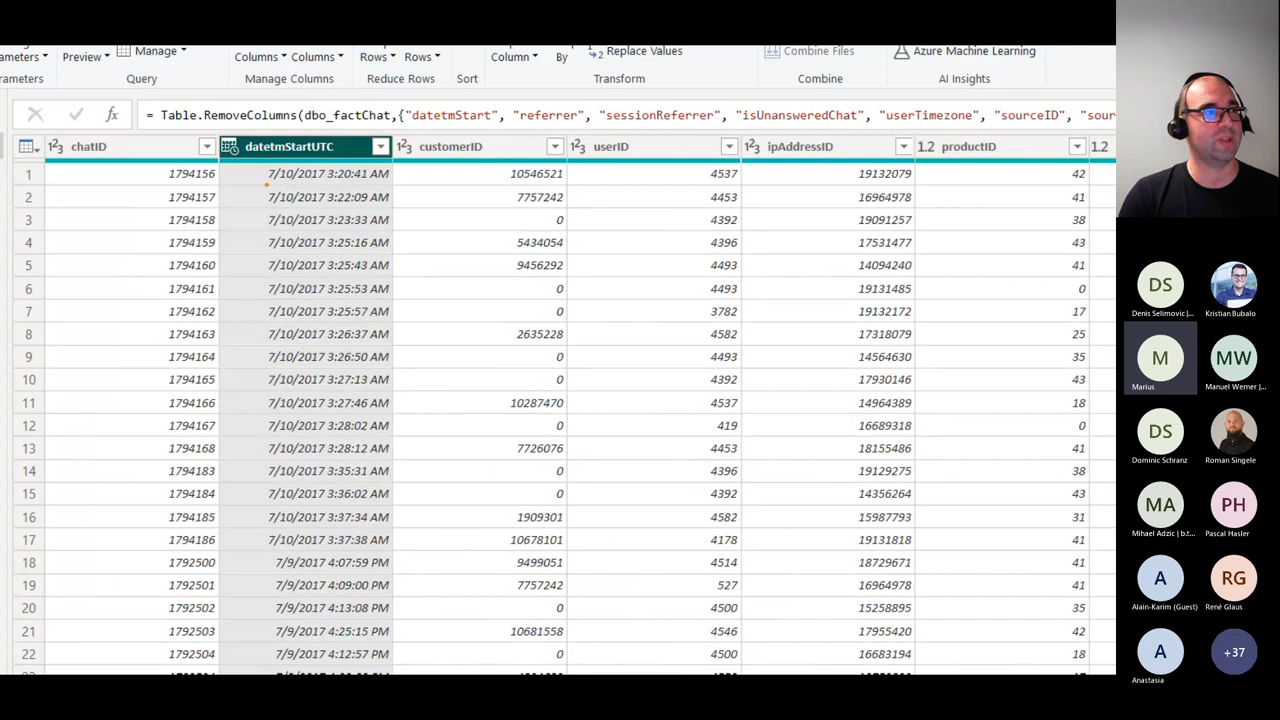 Manage
Replace Values
Combine Files
Azure Machine Learning
ameters Preview Columns Columns Rows Rows Column By
rameters Query Manage Columns Reduce Rows Sort Transform Combine AI Insights
fx = Table.RemoveColumns(dbo_factChat,{"datetmStart", "referrer", "sessionReferrer", "isUnansweredChat", "userTimezone", "sourceID", "sour
1²3 chatID datetmStartUTC 1²3 customerID 1²3 userID 1²3 ipAddressID 1.2 productID 1.2
1 1794156 7/10/2017 3:20:41 AM 10546521 4537 19132079 42
2 1794157 7/10/2017 3:22:09 AM 7757242 4453 16964978 41
3 1794158 7/10/2017 3:23:33 AM 0 4392 19091257 38
4 1794159 7/10/2017 3:25:16 AM 5434054 4396 17531477 43
5 1794160 7/10/2017 3:25:43 AM 9456292 4493 14094240 41
6 1794161 7/10/2017 3:25:53 AM 0 4493 19131485 0
7 1794162 7/10/2017 3:25:57 AM 0 3782 19132172 17
8 1794163 7/10/2017 3:26:37 AM 2635228 4582 17318079 25
9 1794164 7/10/2017 3:26:50 AM 0 4493 14564630 35
10 1794165 7/10/2017 3:27:13 AM 0 4392 17930146 43
11 1794166 7/10/2017 3:27:46 AM 10287470 4537 14964389 18
12 1794167 7/10/2017 3:28:02 AM 0 419 16689318 0
13 1794168 7/10/2017 3:28:12 AM 7726076 4453 18155486 41
14 1794183 7/10/2017 3:35:31 AM 0 4396 19129275 38
15 1794184 7/10/2017 3:36:02 AM 0 4392 14356264 43
16 1794185 7/10/2017 3:37:34 AM 1909301 4582 15987793 31
17 1794186 7/10/2017 3:37:38 AM 10678101 4178 19131818 41
18 1792500 7/9/2017 4:07:59 PM 9499051 4514 18729671 41
19 1792501 7/9/2017 4:09:00 PM 7757242 527 16964978 41
20 1792502 7/9/2017 4:13:08 PM 0 4500 15258895 35
21 1792503 7/9/2017 4:25:15 PM 10681558 4546 17955420 42
22 1792504 7/9/2017 4:12:57 PM 0 4500 16683194 18
DS
Denis Selimovic |...
Kristian Bubalo
M MW
Marius Manuel Werner |...
DS
Dominic Schranz Roman Singele
MA PH
Mihael Adzic | b.t... Pascal Hasler
A RG
Alain-Karim (Guest) René Glaus
A +37
Anastasia